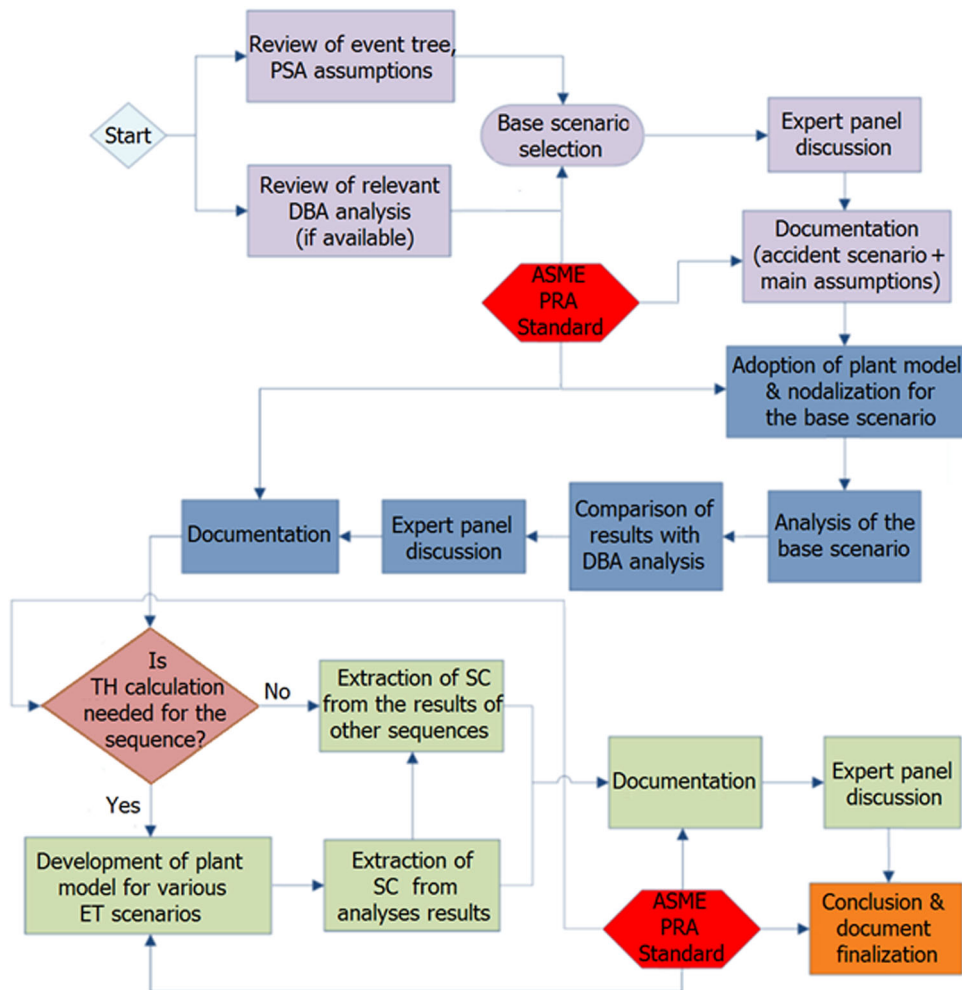 Review of event tree,
PSA assumptions
Start
Base scenario
selection
Expert panel
discussion
Review of relevant
DBA analysis
(if available)
Documentation
(accident scenario+
main assumptions)
ASME
PRA
Standard
Adoption of plant model
& nodalization for
the base scenario
Analysis of the
base scenario
Comparison of
results with
DBA analysis
Expert panel
discussion
Documentation
Is
TH calculation
needed for the
sequence?
No
Yes
Extraction of SC
from the results of
other sequences
Development of plant
model for various
ET scenarios
Extraction of
SC from
analyses results
Documentation
Expert panel
discussion
ASME
PRA
Standard
Conclusion &
document
finalization